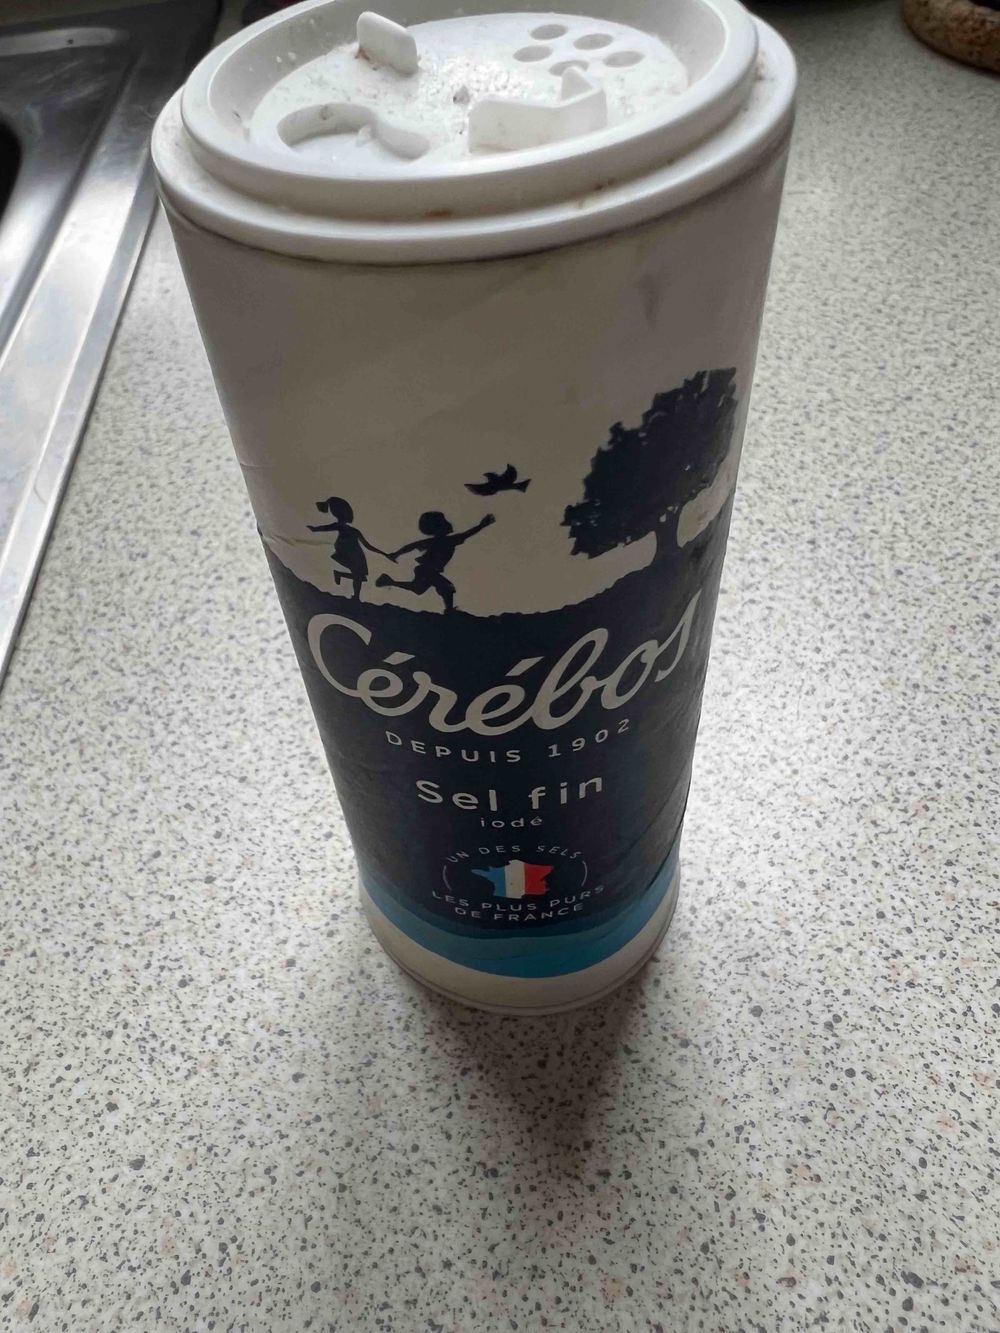 Cérébos
DEPUIS 1902
Sel fin
iodé
UN DES SELS
LES PLUS PURS
DE FRANCE